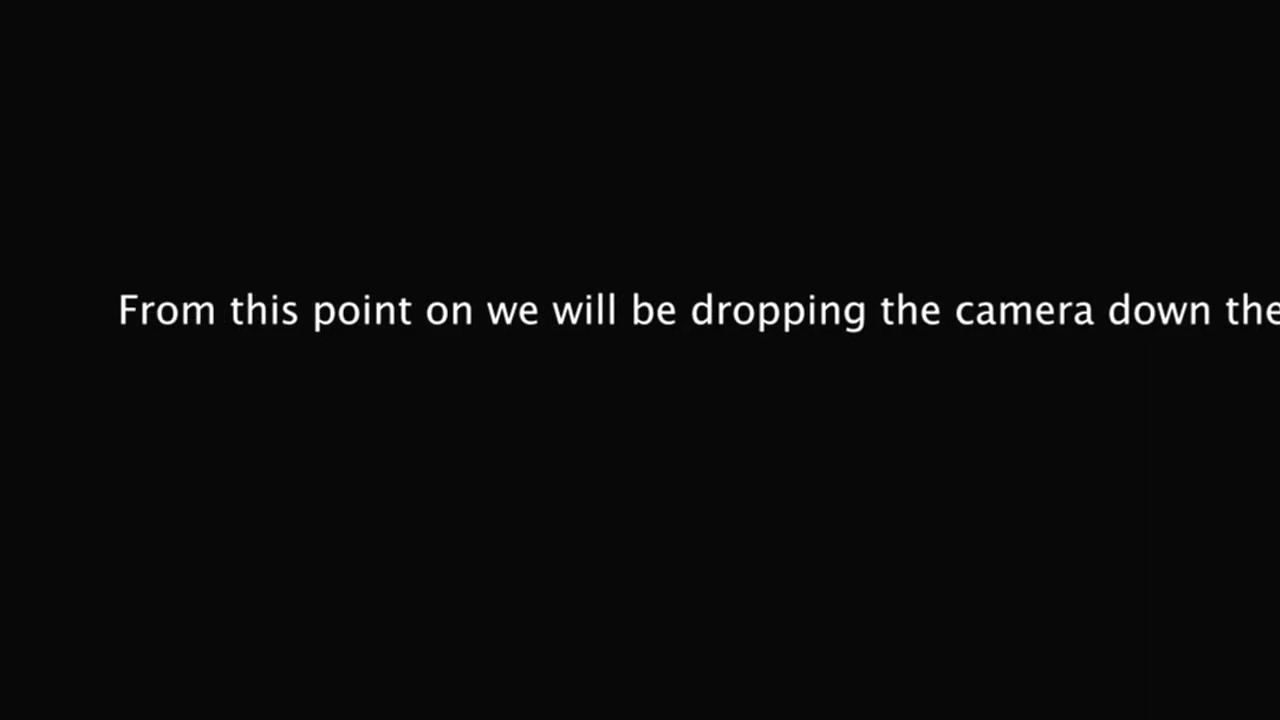 From this point on we will be dropping the camera down the